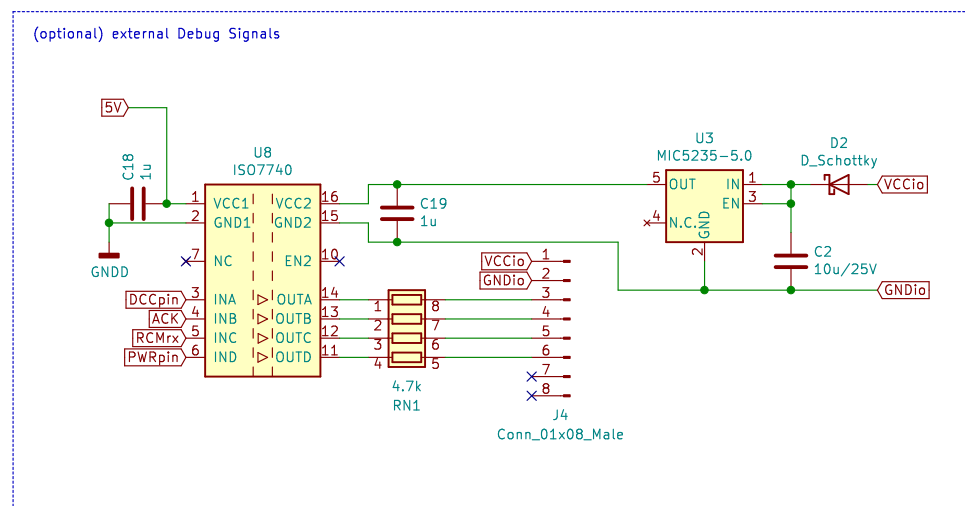 (optional) external Debug Signals
5V
C18
1u
GNDD
U8
ISO7740
1 VCC1 VCC2 16
2 GND1 GND2 15
7 NC EN2 10
DCCpin 3 INA OUTA 14
ACK 4 INB OUTB 13
RCMrx 5 INC OUTC 12
PWRpin 6 IND OUTD 11
C19
1u
1 8
2 7
3 6
4 5
4.7k
RN1
VCCio 1
GNDio 2
3
4
5
6
7
8
J4
Conn_01x08_Male
U3
MIC5235-5.0
5 OUT IN 1
EN 3
4 N.C.
GND
2
D2
D_Schottky
VCCio
C2
10u/25V
GNDio